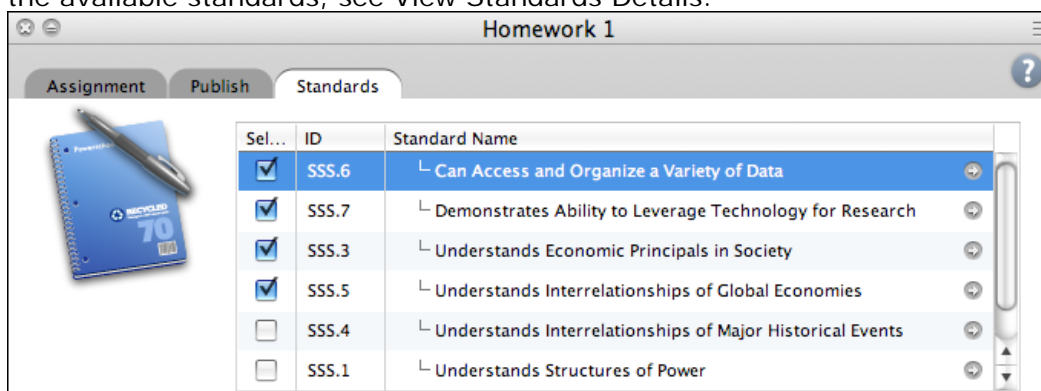 the available standards, see View Standards Details.
Homework 1
Assignment Publish Standards
?
Sel... ID Standard Name
SSS.6 Can Access and Organize a Variety of Data
SSS.7 Demonstrates Ability to Leverage Technology for Research
SSS.3 Understands Economic Principals in Society
SSS.5 Understands Interrelationships of Global Economies
SSS.4 Understands Interrelationships of Major Historical Events
SSS.1 Understands Structures of Power
RECYCLED
70